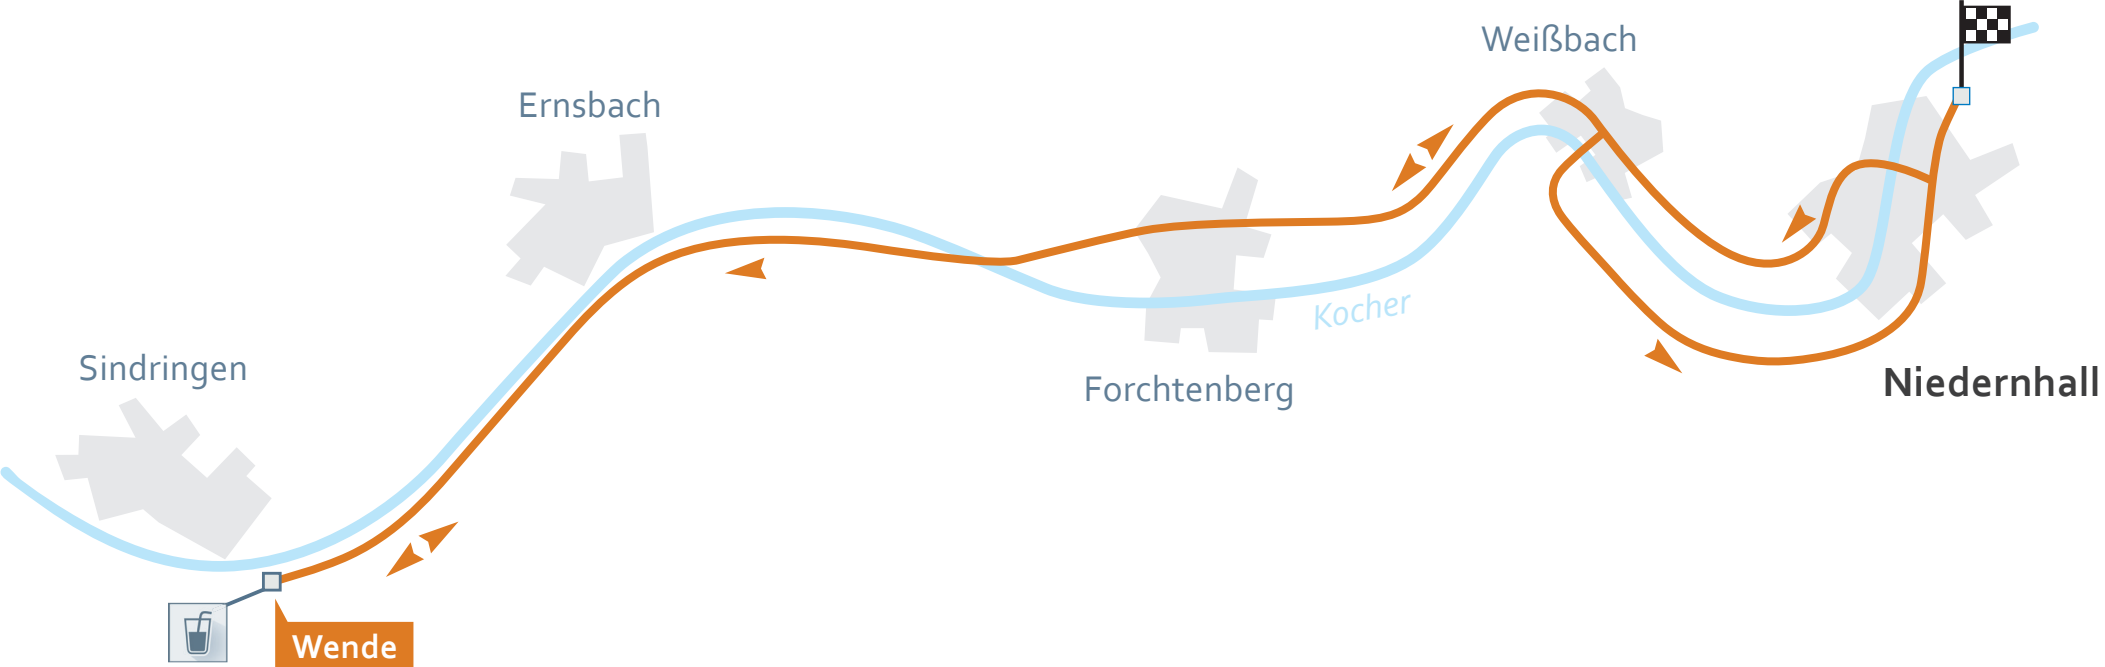 Weißbach
Ernsbach
Kocher
Sindringen
Forchtenberg
Niedernhall
Wende